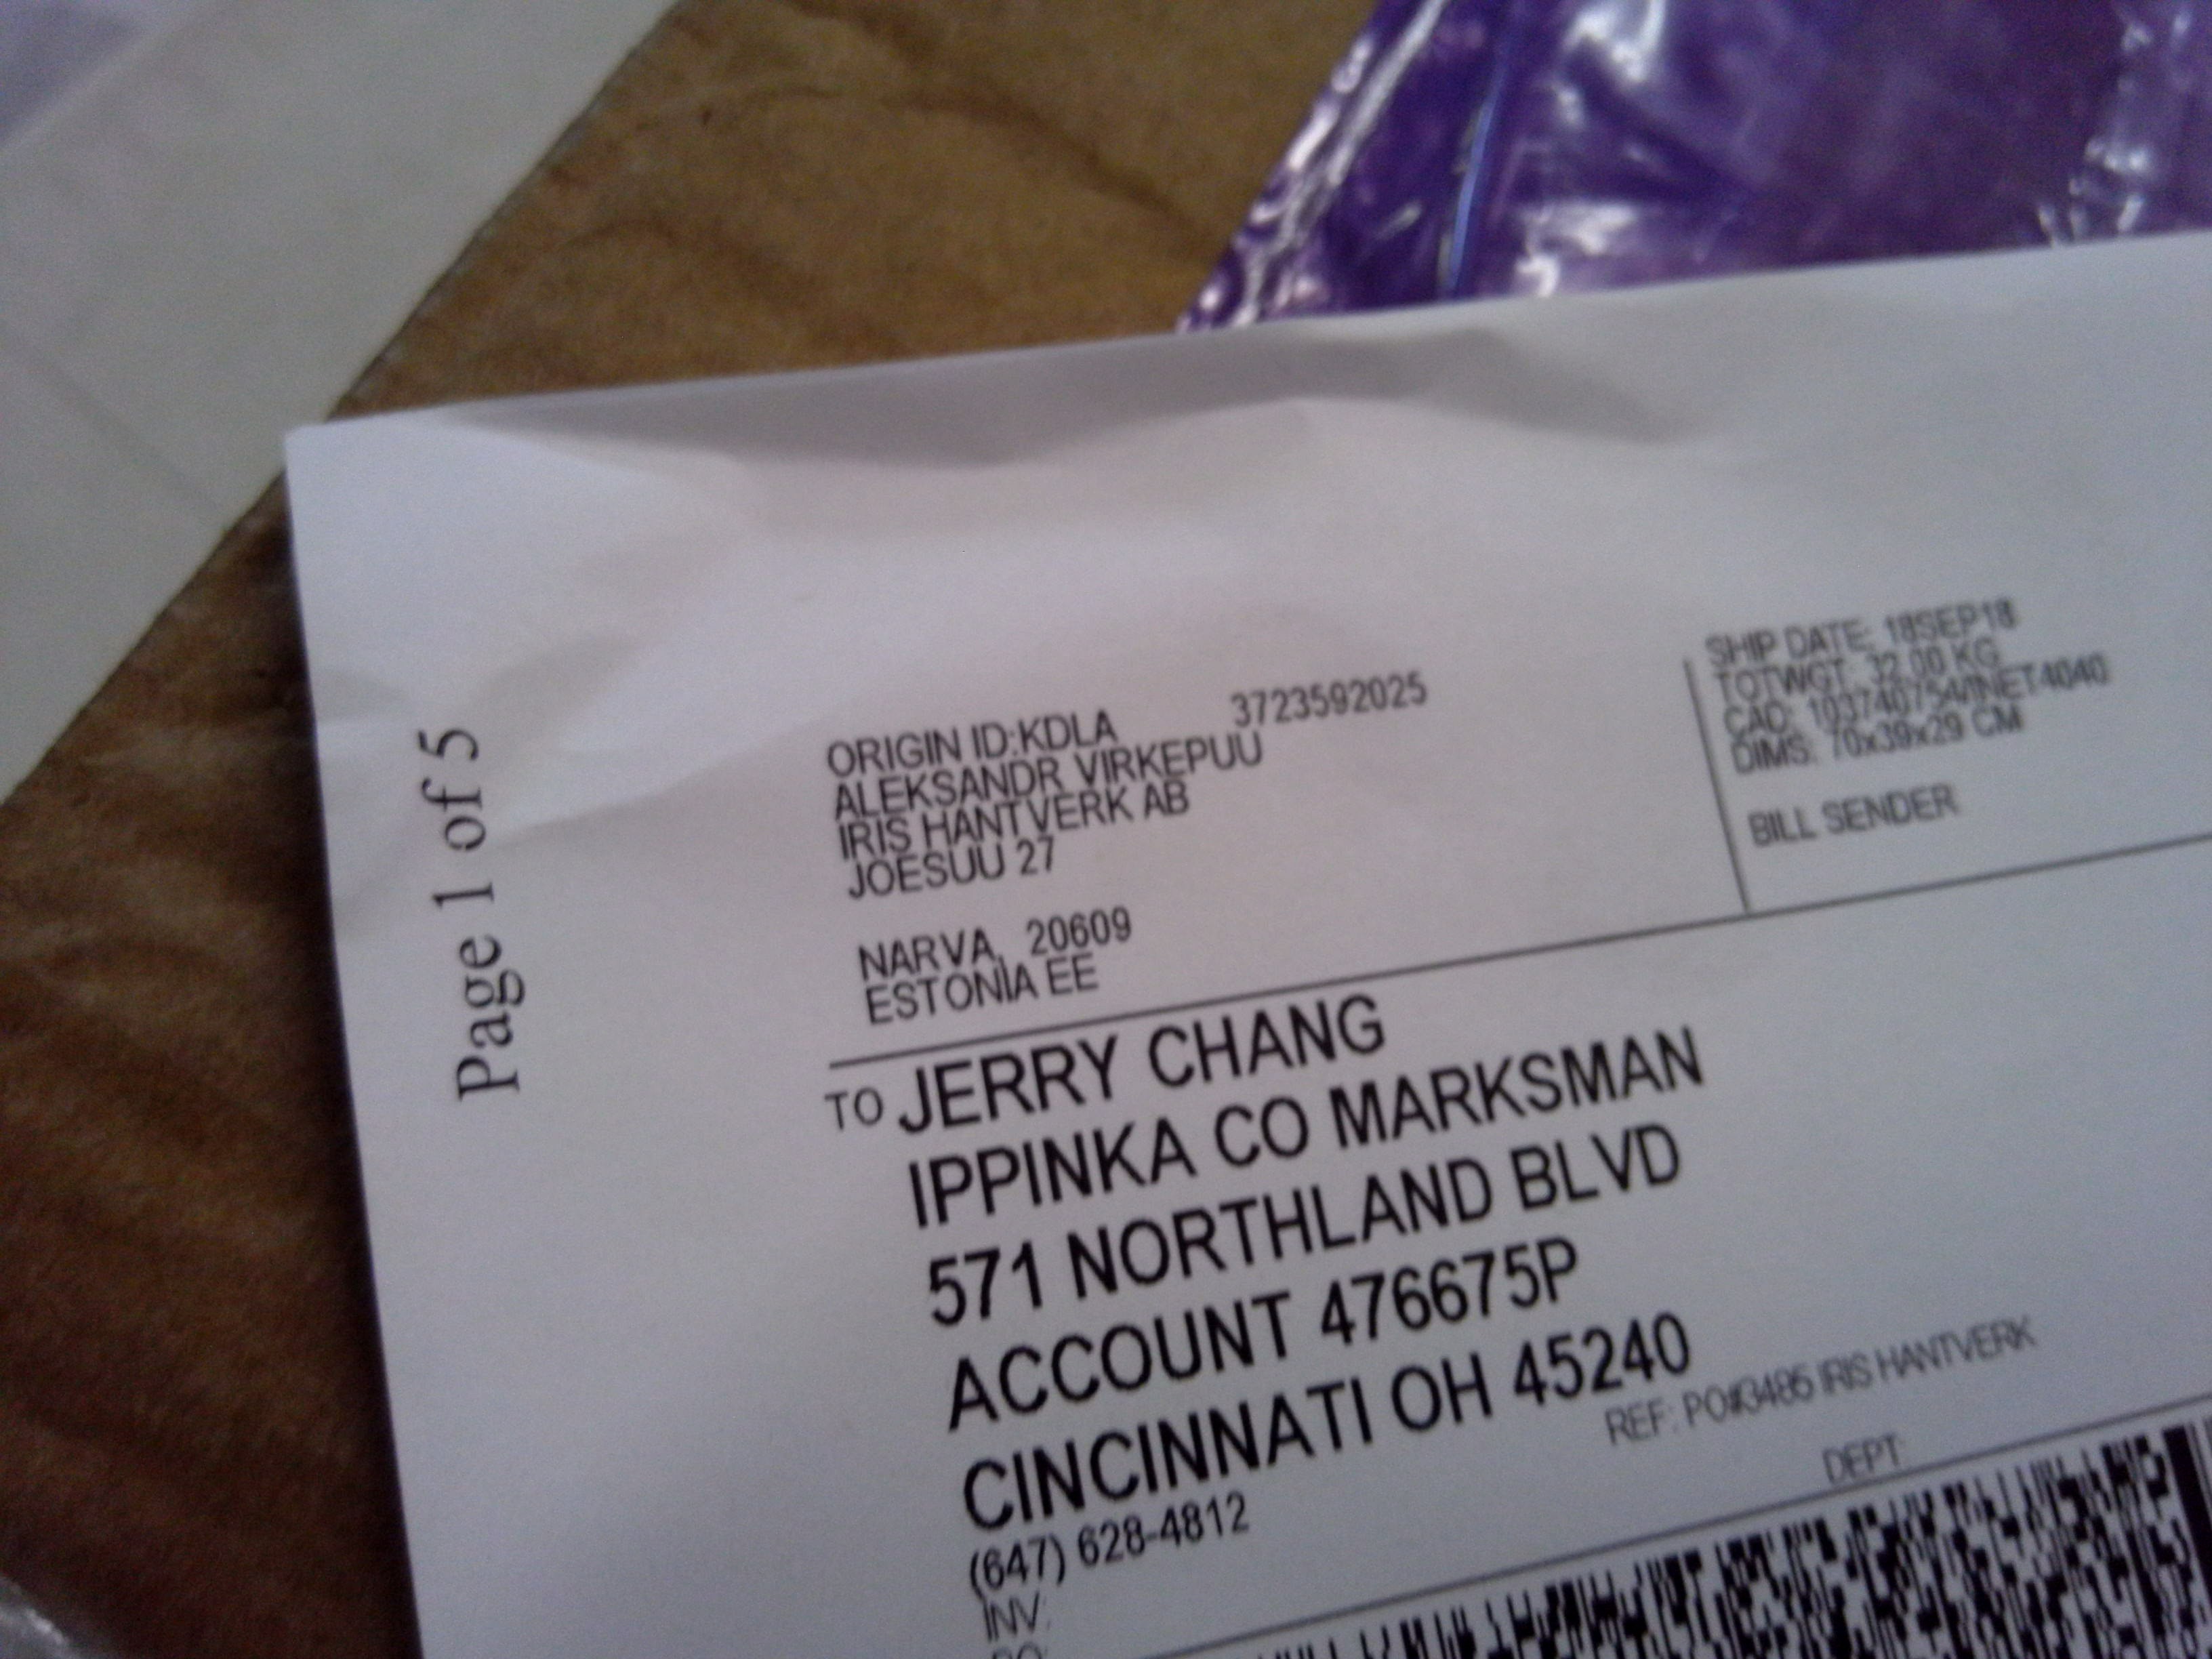 Page 1 of 5
ORIGIN ID:KDLA 3723592025
ALEKSANDR VIRKEPUU
IRIS HANTVERK AB
JOESUU 27
NARVA, 20609
ESTONIA EE
SHIP DATE: 18SEP18
TOTWGT: 32.00 KG
CAD: 103740754/INET4040
DIMS: 70x39x29 CM
BILL SENDER
TO JERRY CHANG
IPPINKA CO MARKSMAN
571 NORTHLAND BLVD
ACCOUNT 476675P
CINCINNATI OH 45240
(647) 628-4812
REF: PO#3485 IRIS HANTVERK
INV:
PO:
DEPT: